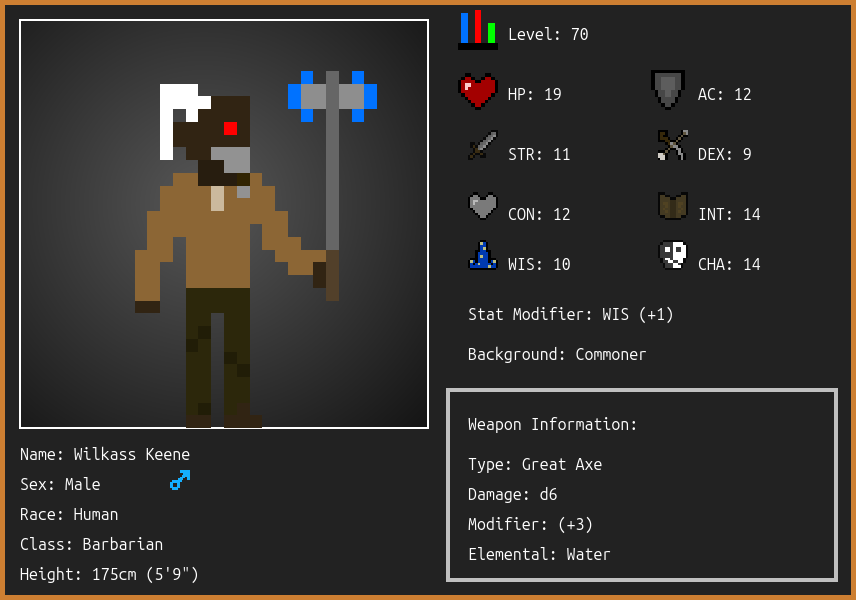 Level: 70
HP: 19
AC: 12
STR: 11
DEX: 9
CON: 12
INT: 14
WIS: 10
CHA: 14
Stat Modifier: WIS (+1)
Background: Commoner
Weapon Information:
Type: Great Axe
Damage: d6
Modifier: (+3)
Elemental: Water
Name: Wilkass Keene
Sex: Male
Race: Human
Class: Barbarian
Height: 175cm (5'9")